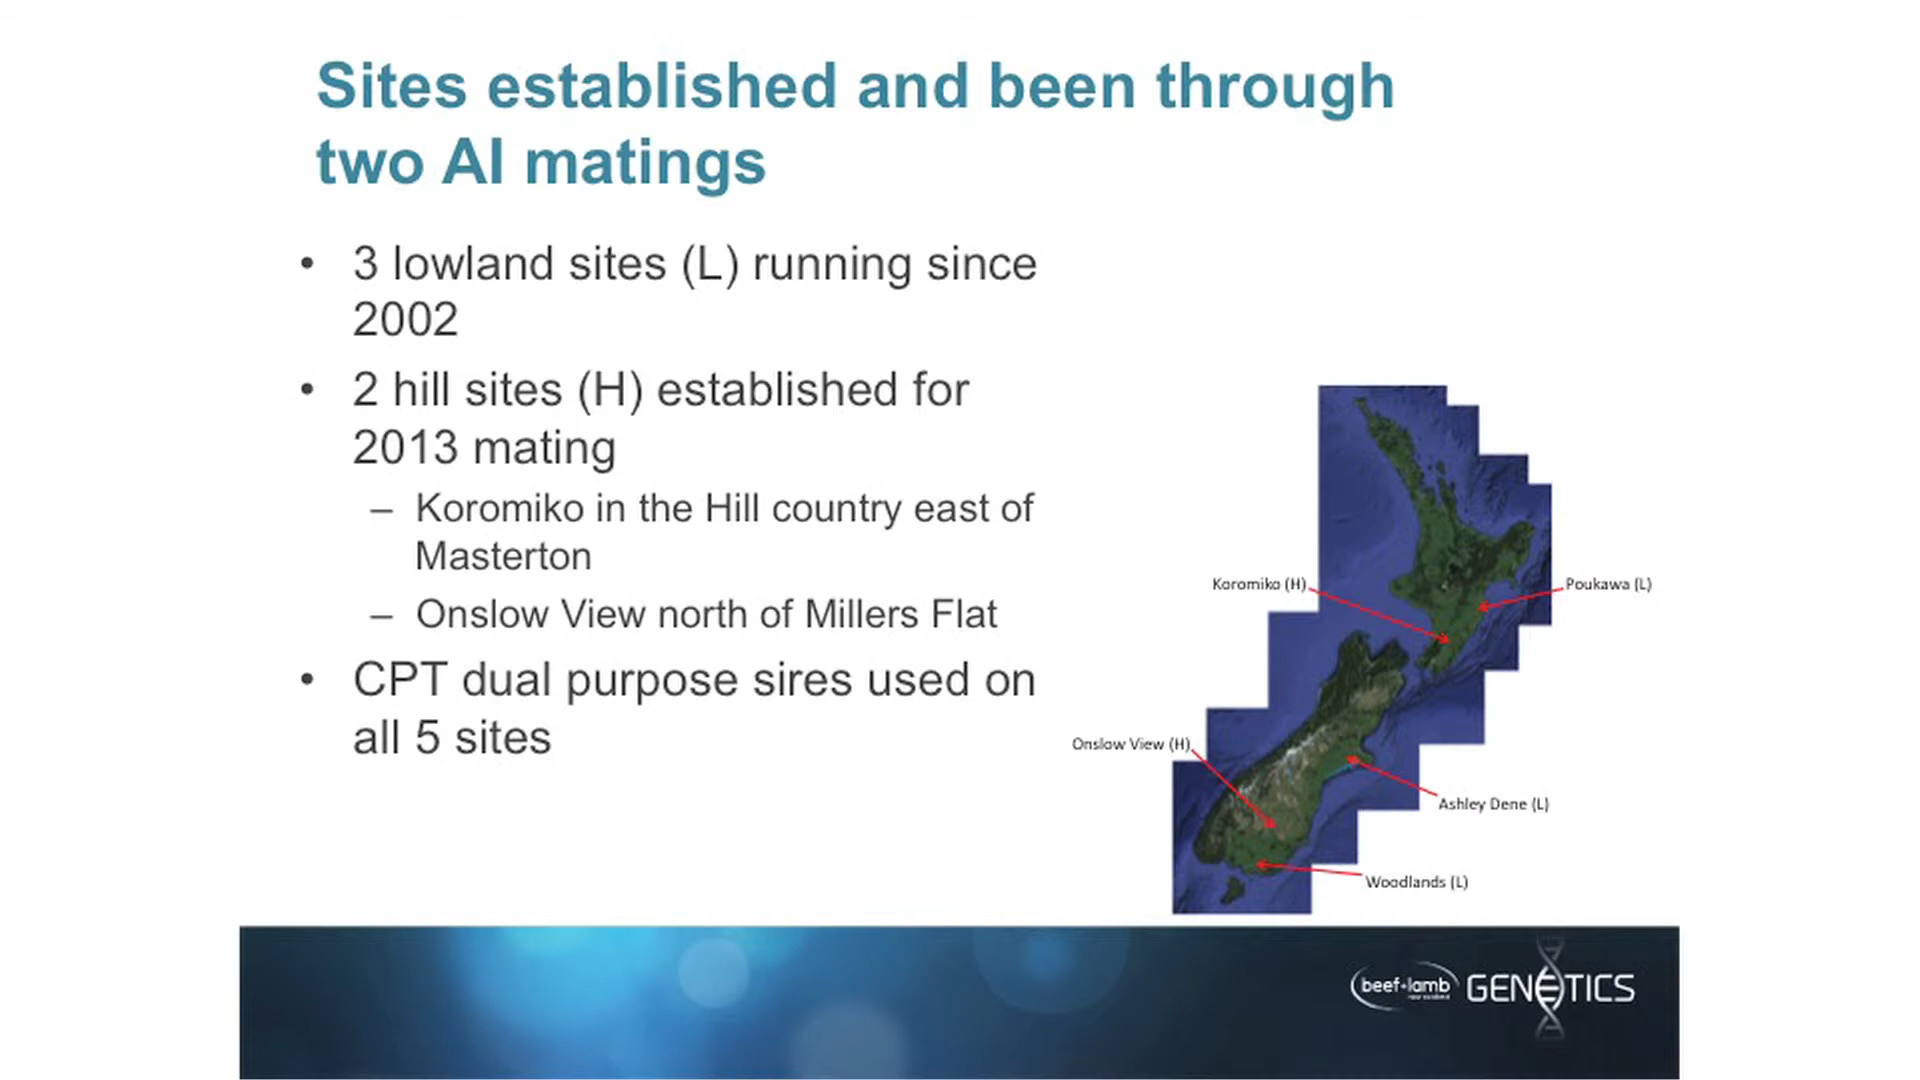 Sites established and been through
two AI matings
• 3 lowland sites (L) running since
2002
• 2 hill sites (H) established for
2013 mating
– Koromiko in the Hill country east of
Masterton
– Onslow View north of Millers Flat
• CPT dual purpose sires used on
all 5 sites
Koromiko (H)
Poukawa (L)
Onslow View (H)
Ashley Dene (L)
Woodlands (L)
beef+lamb
GENETICS